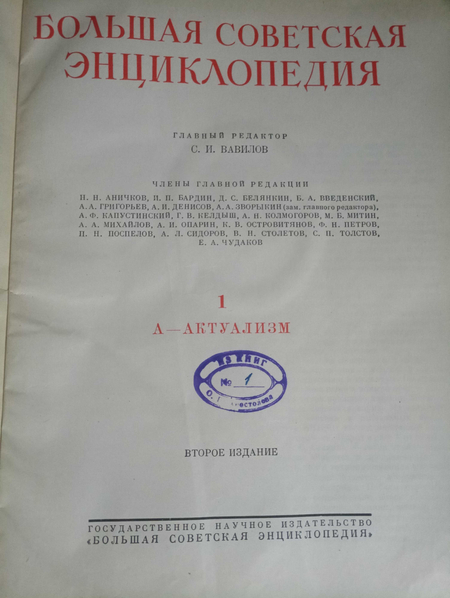 БОЛЬШАЯ СОВЕТСКАЯ
ЭНЦИКЛОПЕДИЯ
ГЛАВНЫЙ РЕДАКТОР
С. И. ВАВИЛОВ
ЧЛЕНЫ ГЛАВНОЙ РЕДАКЦИИ
Н. Н. АНИЧКОВ, И. П. БАРДИН, Д. С. БЕЛЯНКИН, Б. А. ВВЕДЕНСКИЙ,
А. А. ГРИГОРЬЕВ, А. И. ДЕНИСОВ, А. А. ЗВОРЫКИН (зам. главного редактора),
А. Ф. КАПУСТИНСКИЙ, Г. В. КЕЛДЫШ, А. Н. КОЛМОГОРОВ, М. Б. МИТИН,
А. А. МИХАЙЛОВ, А. И. ОПАРИН, К. В. ОСТРОВИТЯНОВ, Ф. Н. ПЕТРОВ,
П. Н. ПОСПЕЛОВ, А. Л. СИДОРОВ, В. Н. СТОЛЕТОВ, С. П. ТОЛСТОВ,
Е. А. ЧУДАКОВ
1
А—АКТУАЛИЗМ
ИЗ КНИГ
№ 1
ВТОРОЕ ИЗДАНИЕ
ГОСУДАРСТВЕННОЕ НАУЧНОЕ ИЗДАТЕЛЬСТВО
«БОЛЬШАЯ СОВЕТСКАЯ ЭНЦИКЛОПЕДИЯ»